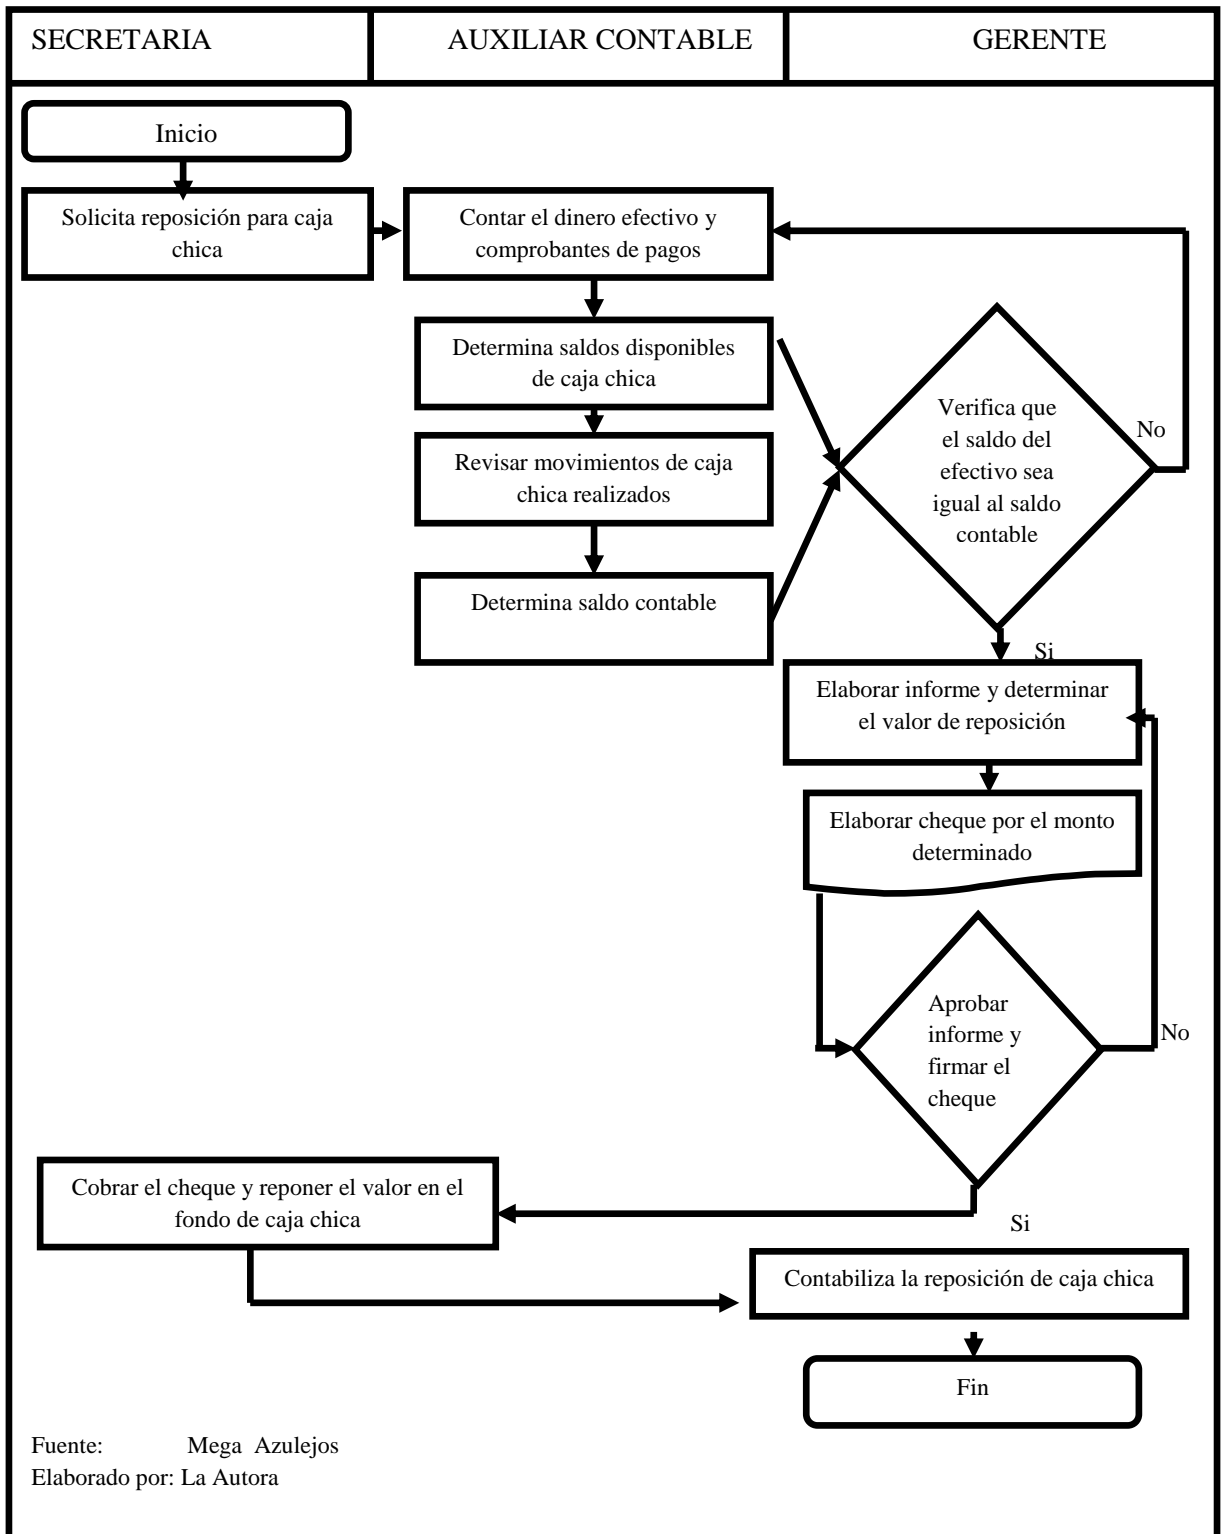 SECRETARIA
AUXILIAR CONTABLE
GERENTE
Inicio
Solicita reposición para caja
chica
Contar el dinero efectivo y
comprobantes de pagos
Determina saldos disponibles
de caja chica
Revisar movimientos de caja
chica realizados
Determina saldo contable
Verifica que
el saldo del
efectivo sea
igual al saldo
contable
No
Si
Elaborar informe y determinar
el valor de reposición
Elaborar cheque por el monto
determinado
Aprobar
informe y
firmar el
cheque
No
Si
Cobrar el cheque y reponer el valor en el
fondo de caja chica
Contabiliza la reposición de caja chica
Fin
Fuente: Mega Azulejos
Elaborado por: La Autora